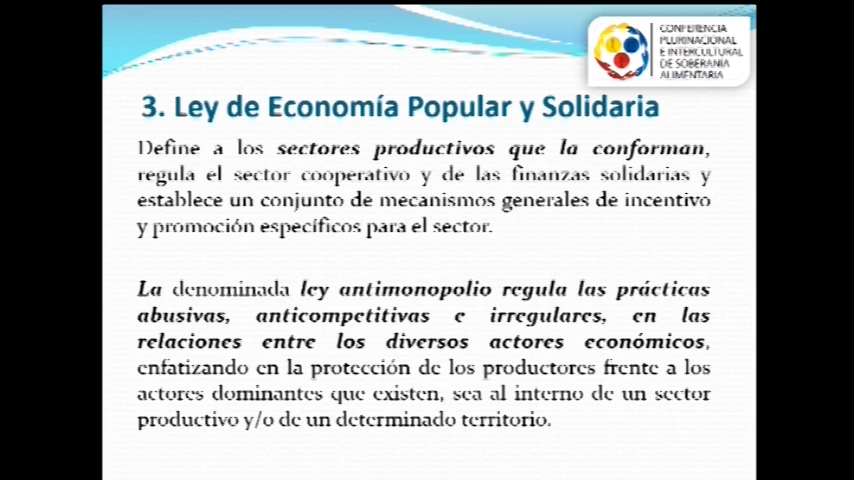 CONFERENCIA
PLURINACIONAL
E INTERCULTURAL
DE SOBERANÍA
ALIMENTARIA
3. Ley de Economía Popular y Solidaria
Define a los sectores productivos que la conforman,
regula el sector cooperativo y de las finanzas solidarias y
establece un conjunto de mecanismos generales de incentivo
y promoción específicos para el sector.
La denominada ley antimonopolio regula las prácticas
abusivas, anticompetitivas e irregulares, en las
relaciones entre los diversos actores económicos,
enfatizando en la protección de los productores frente a los
actores dominantes que existen, sea al interno de un sector
productivo y/o de un determinado territorio.